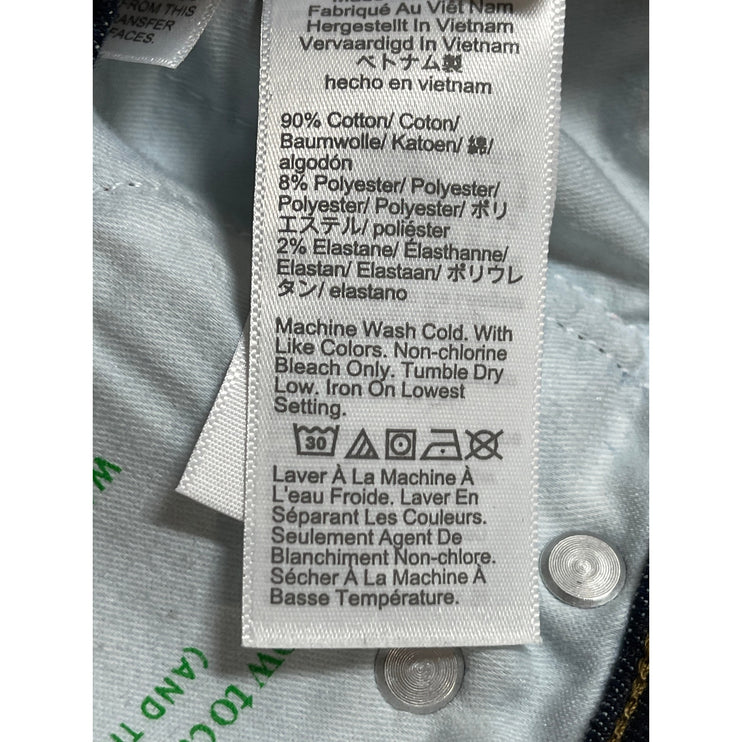 FROM THIS
TRANSFER
FACES.
Fabriqué Au Viêt Nam
Hergestellt In Vietnam
Vervaardigd In Vietnam
ベトナム製
hecho en vietnam
90% Cotton/ Coton/
Baumwolle/ Katoen/ 綿/
algodón
8% Polyester/ Polyester/
Polyester/ Polyester/ ポリ
エステル/ poliéster
2% Elastane/ Élasthanne/
Elastan/ Elastaan/ ポリウレ
タン/ elastano
Machine Wash Cold. With
Like Colors. Non-chlorine
Bleach Only. Tumble Dry
Low. Iron On Lowest
Setting.
30
Laver À La Machine À
L'eau Froide. Laver En
Séparant Les Couleurs.
Seulement Agent De
Blanchiment Non-chlore.
Sécher À La Machine À
Basse Température.
W
OW TO C
(AND T